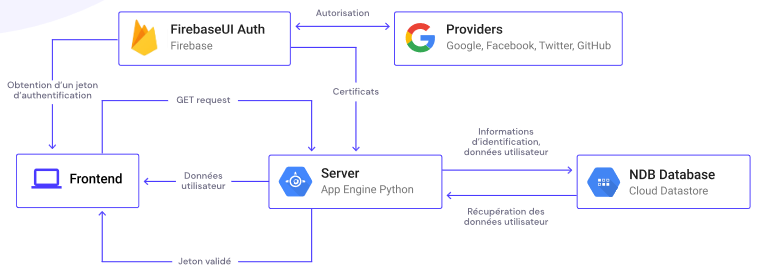 Autorisation
FirebaseUI Auth
Firebase
Providers
Google, Facebook, Twitter, GitHub
Obtention d'un jeton
d'authentification
Certificats
GET request
Informations
d'identification,
données utilisateur
Frontend
Données
utilisateur
Server
App Engine Python
NDB Database
Cloud Datastore
Récupération des
données utilisateur
Jeton validé